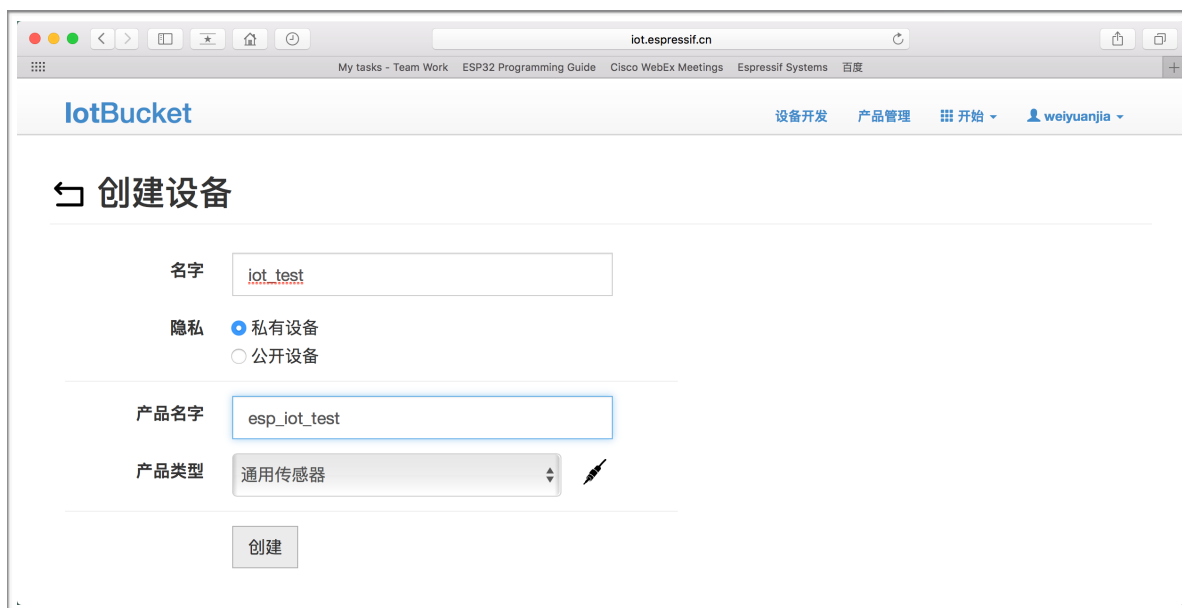 iot.espressif.cn
My tasks - Team Work ESP32 Programming Guide Cisco WebEx Meetings Espressif Systems 百度
IotBucket 设备开发 产品管理 开始 weiyuanjia
创建设备
名字 iot_test
隐私 私有设备
公开设备
产品名字 esp_iot_test
产品类型 通用传感器
创建